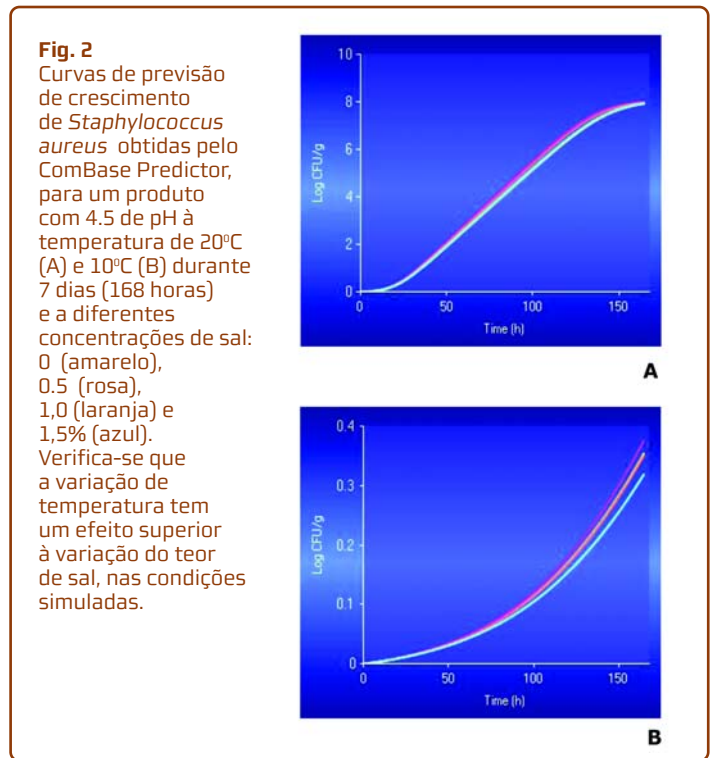 Fig. 2
Curvas de previsão
de crescimento
de Staphylococcus
aureus obtidas pelo
ComBase Predictor,
para um produto
com 4.5 de pH à
temperatura de 20ºC
(A) e 10ºC (B) durante
7 dias (168 horas)
e a diferentes
concentrações de sal:
0 (amarelo),
0.5 (rosa),
1,0 (laranja) e
1,5% (azul).
Verifica-se que
a variação de
temperatura tem
um efeito superior
à variação do teor
de sal, nas condições
simuladas.
10
8
6
4
2
0
Log CFU/g
0 50 100 150
Time (h)
A
0.4
0.3
0.2
0.1
0
Log CFU/g
0 50 100 150
Time (h)
B